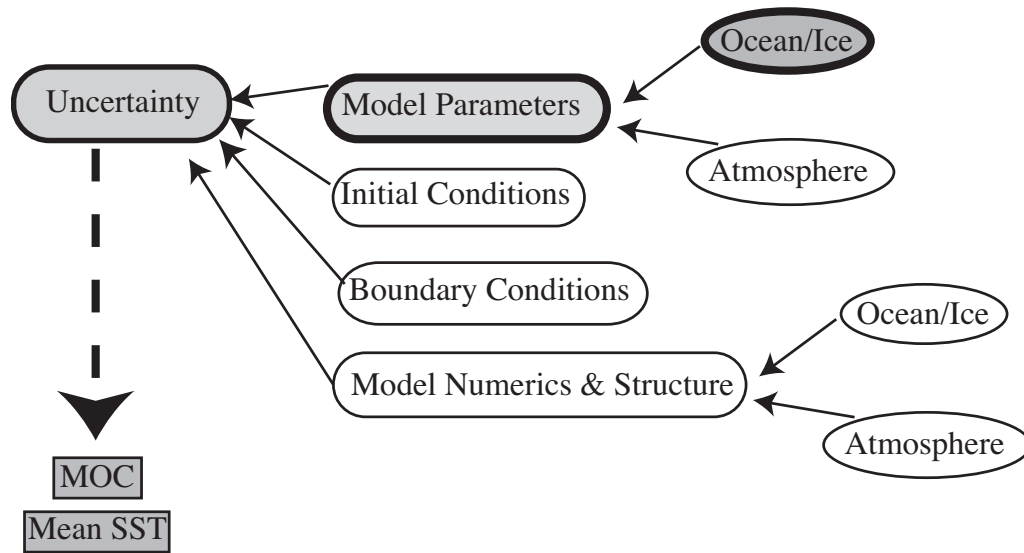 Ocean/Ice
Uncertainty
Model Parameters
Atmosphere
Initial Conditions
Boundary Conditions
Ocean/Ice
Model Numerics & Structure
Atmosphere
MOC
Mean SST